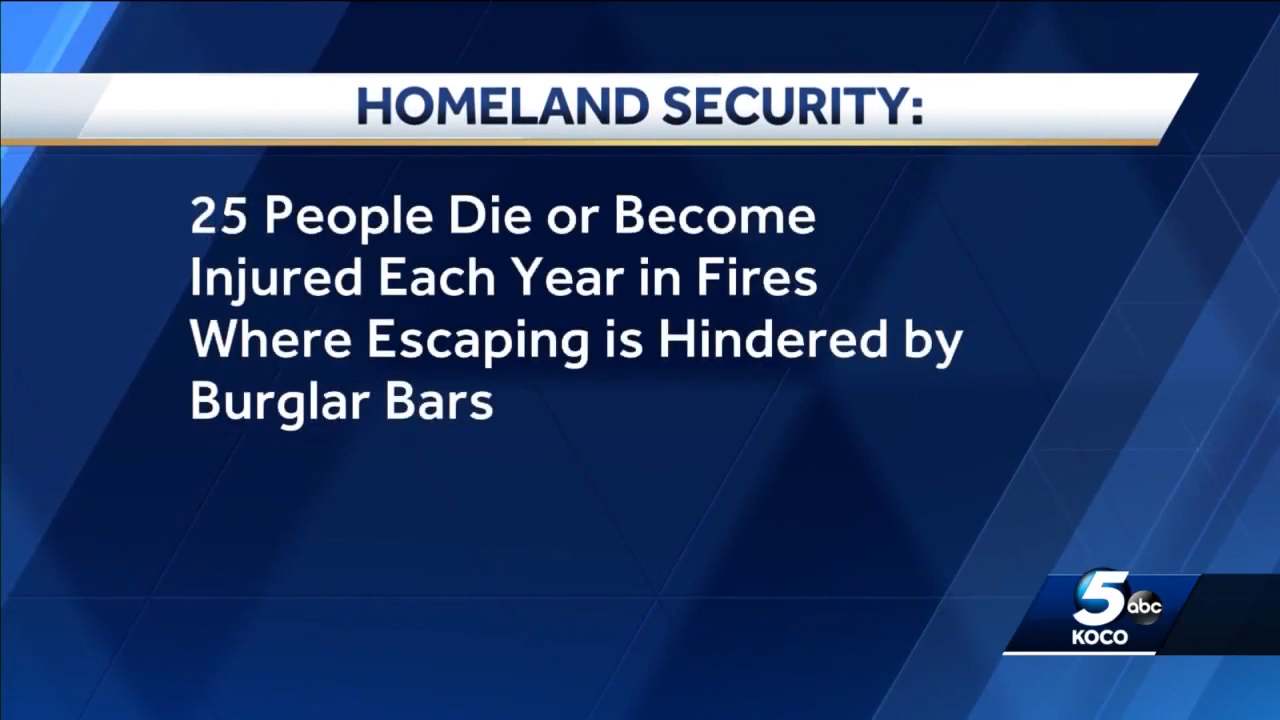 HOMELAND SECURITY:
25 People Die or Become
Injured Each Year in Fires
Where Escaping is Hindered by
Burglar Bars
5 abc
KOCO